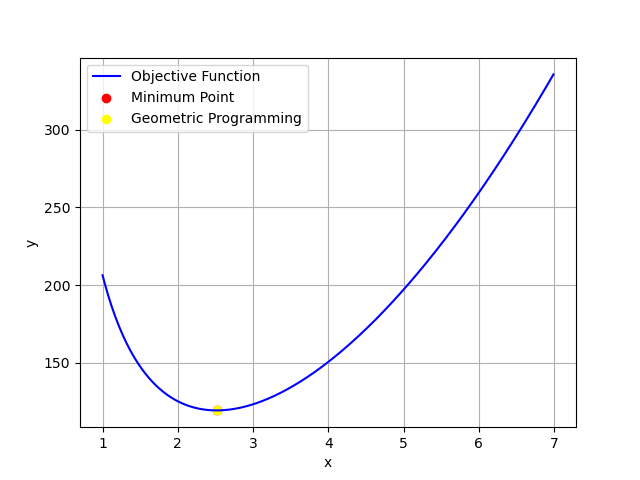 Objective Function
Minimum Point
Geometric Programming
300
250
200
150
y
1 2 3 4 5 6 7
x